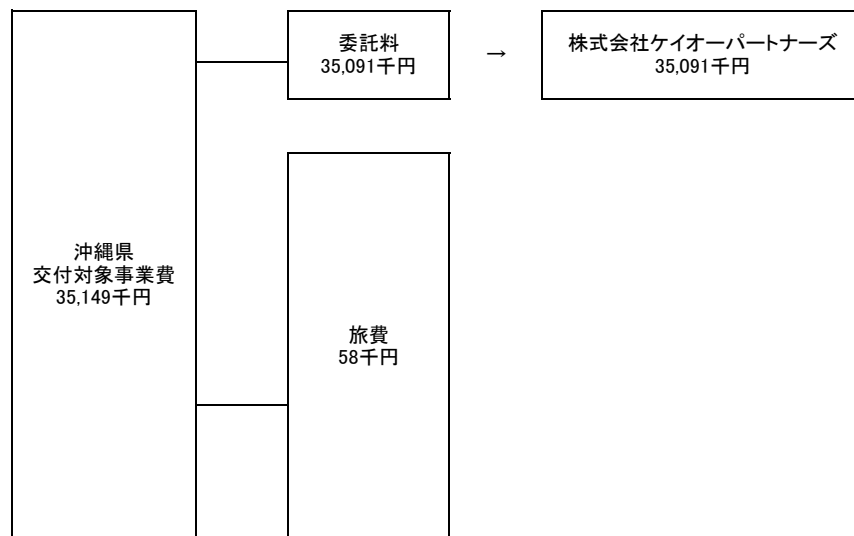 委託料
35,091千円
→
株式会社ケイオーパートナーズ
35,091千円
沖縄県
交付対象事業費
35,149千円
旅費
58千円